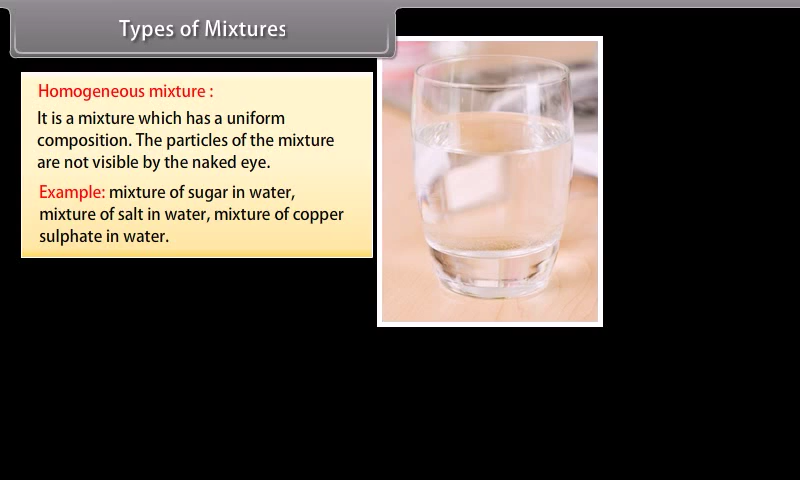 Types of Mixtures
Homogeneous mixture :
It is a mixture which has a uniform
composition. The particles of the mixture
are not visible by the naked eye.
Example: mixture of sugar in water,
mixture of salt in water, mixture of copper
sulphate in water.